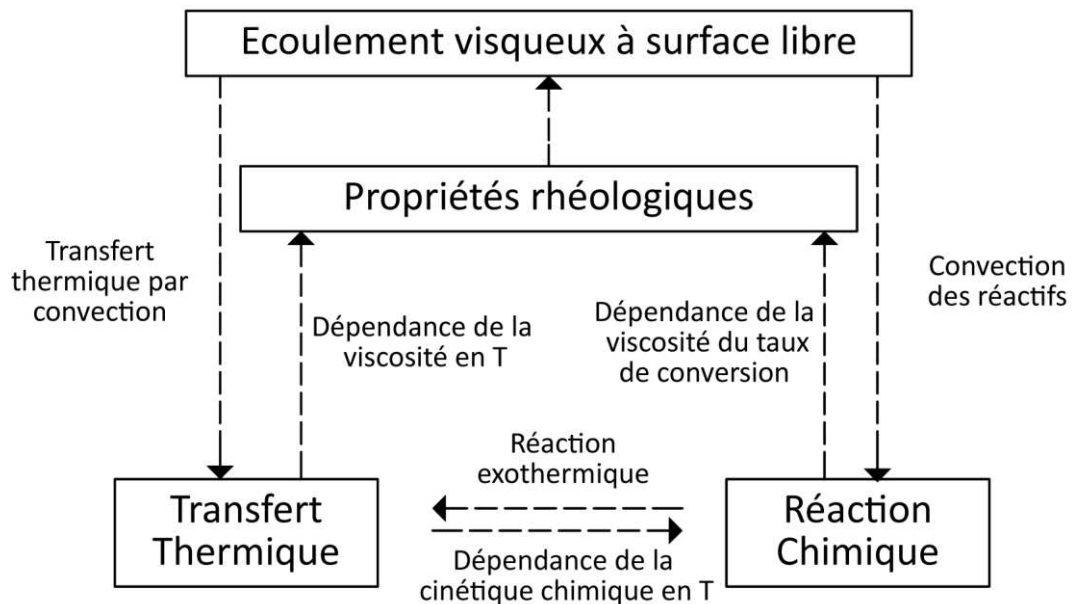 Ecoulement visqueux à surface libre
Propriétés rhéologiques
Transfert
thermique par
convection
Dépendance de la
viscosité en T
Dépendance de la
viscosité du taux
de conversion
Convection
des réactifs
Réaction
exothermique
Transfert
Thermique
Réaction
Chimique
Dépendance de la
cinétique chimique en T